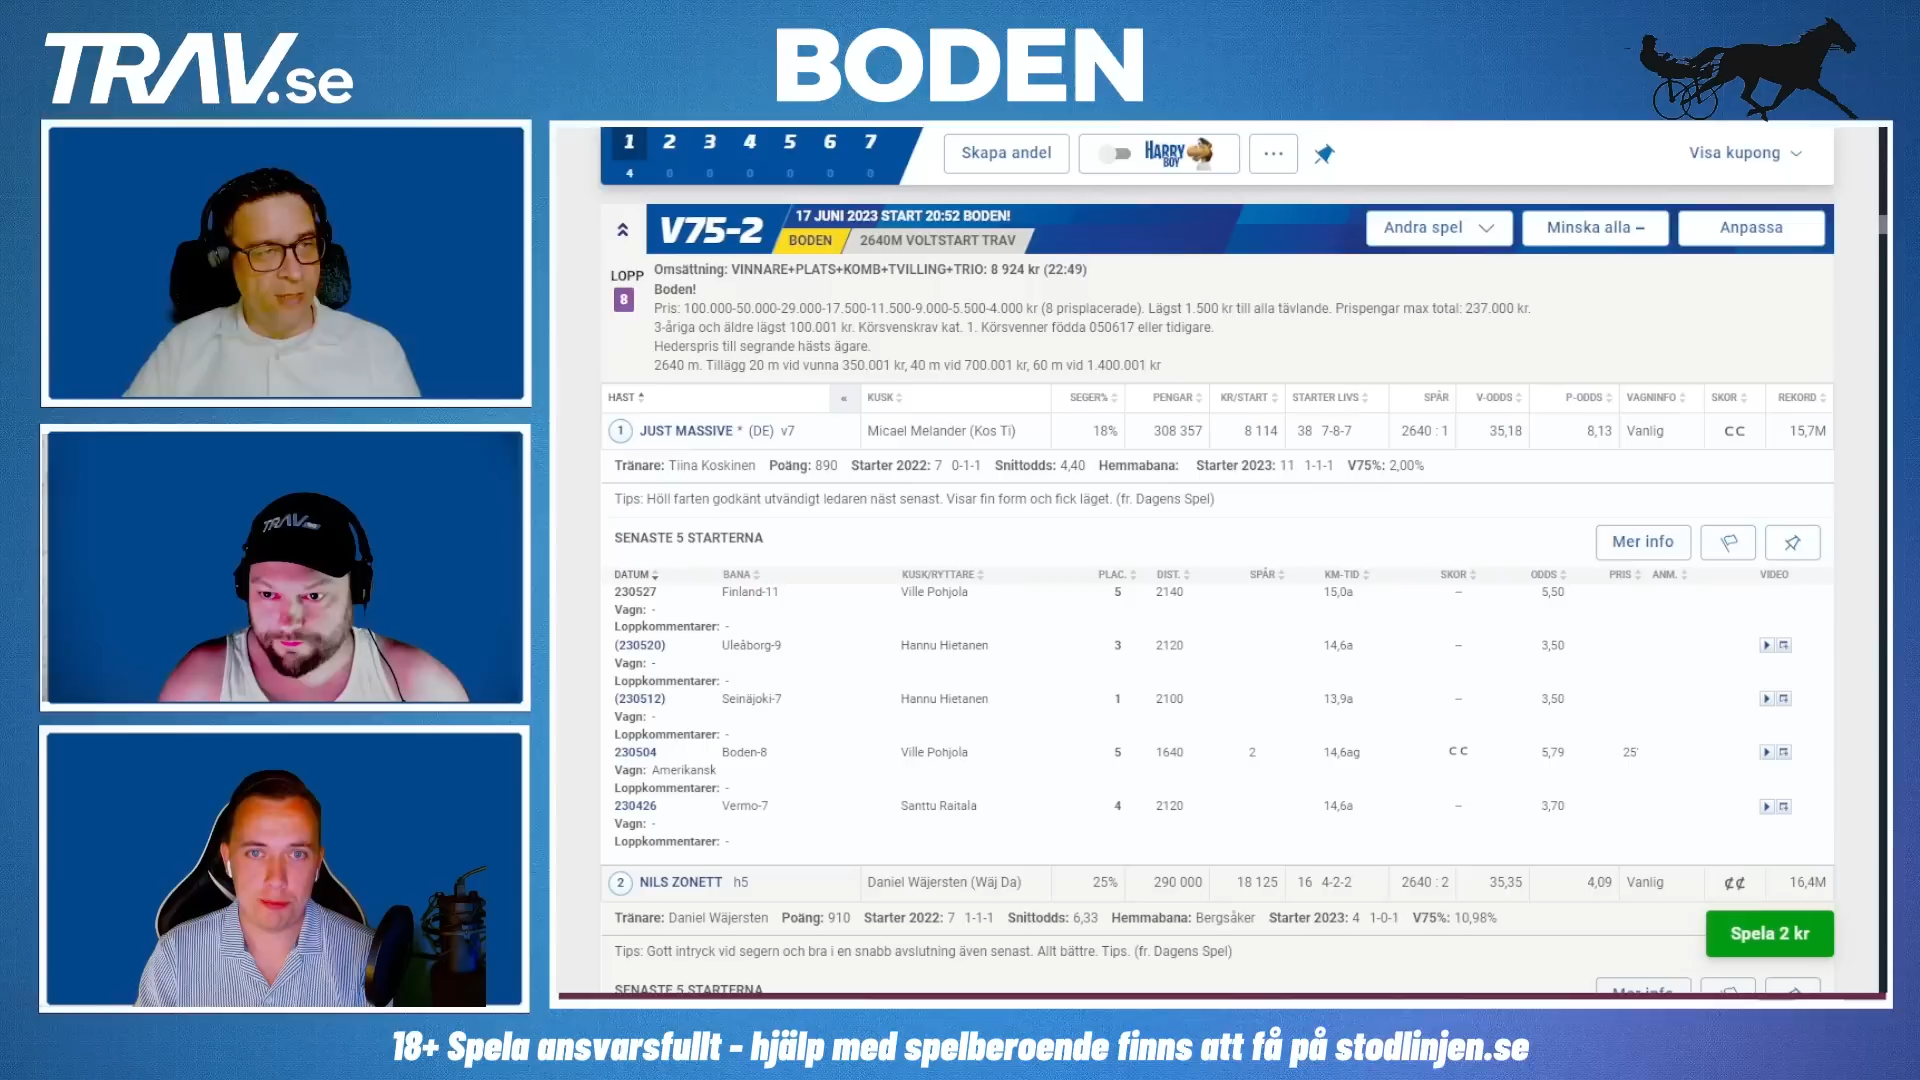 TRAV.se
BODEN
1 2 3 4 5 6 7
4 0 0 0 0 0 0
Skapa andel
HARRY BOY
...
Visa kupong
V75-2
17 JUNI 2023 START 20:52 BODEN!
BODEN
2640M VOLTSTART TRAV
Andra spel
Minska alla –
Anpassa
LOPP
8
Omsättning: VINNARE+PLATS+KOMB+TVILLING+TRIO: 8 924 kr (22:49)
Boden!
Pris: 100.000-50.000-29.000-17.500-11.500-9.000-5.500-4.000 kr (8 prisplacerade). Lägst 1.500 kr till alla tävlande. Prispengar max total: 237.000 kr.
3-åriga och äldre lägst 100.001 kr. Körsvenskrav kat. 1. Körsvenner födda 050617 eller tidigare.
Hederspris till segrande hästs ägare.
2640 m. Tillägg 20 m vid vunna 350.001 kr, 40 m vid 700.001 kr, 60 m vid 1.400.001 kr
HÄST « KUSK SEGER% PENGAR KR/START STARTER LIVS SPÅR V-ODDS P-ODDS VAGNINFO SKOR REKORD
1 JUST MASSIVE * (DE) v7 Micael Melander (Kos Ti) 18% 308 357 8 114 38 7-8-7 2640 : 1 35,18 8,13 Vanlig C C 15,7M
Tränare: Tiina Koskinen Poäng: 890 Starter 2022: 7 0-1-1 Snittodds: 4,40 Hemmabana: Starter 2023: 11 1-1-1 V75%: 2,00%
Tips: Höll farten godkänt utvändigt ledaren näst senast. Visar fin form och fick läget. (fr. Dagens Spel)
SENASTE 5 STARTERNA
Mer info
DATUM BANA KUSK/RYTTARE PLAC. DIST. SPÅR KM-TID SKOR ODDS PRIS ANM. VIDEO
230527 Finland-11 Ville Pohjola 5 2140 15,0a – 5,50
Vagn: -
Loppkommentarer: -
(230520) Uleåborg-9 Hannu Hietanen 3 2120 14,6a – 3,50
Vagn: -
Loppkommentarer: -
(230512) Seinäjoki-7 Hannu Hietanen 1 2100 13,9a – 3,50
Vagn: -
Loppkommentarer: -
230504 Boden-8 Ville Pohjola 5 1640 2 14,6ag C C 5,79 25'
Vagn: Amerikansk
Loppkommentarer: -
230426 Vermo-7 Santtu Raitala 4 2120 14,6a – 3,70
Vagn: -
Loppkommentarer: -
2 NILS ZONETT h5 Daniel Wäjersten (Wäj Da) 25% 290 000 18 125 16 4-2-2 2640 : 2 35,35 4,09 Vanlig ȼȼ 16,4M
Tränare: Daniel Wäjersten Poäng: 910 Starter 2022: 7 1-1-1 Snittodds: 6,33 Hemmabana: Bergsåker Starter 2023: 4 1-0-1 V75%: 10,98%
Tips: Gott intryck vid segern och bra i en snabb avslutning även senast. Allt bättre. Tips. (fr. Dagens Spel)
Spela 2 kr
SENASTE 5 STARTERNA
Mer info
TRAV.se
18+ Spela ansvarsfullt - hjälp med spelberoende finns att få på stodlinjen.se